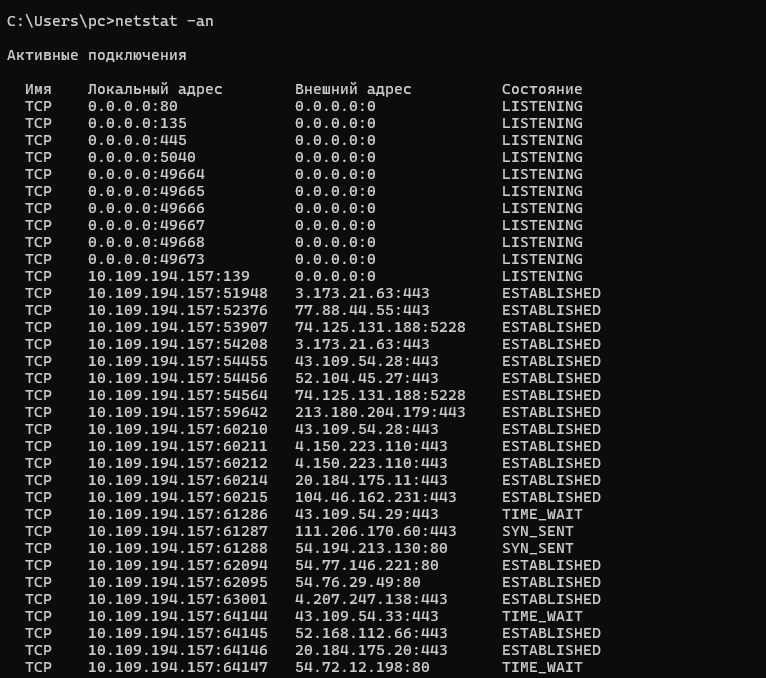 C:\Users\pc>netstat -an
Активные подключения
Имя Локальный адрес Внешний адрес Состояние
TCP 0.0.0.0:80 0.0.0.0:0 LISTENING
TCP 0.0.0.0:135 0.0.0.0:0 LISTENING
TCP 0.0.0.0:445 0.0.0.0:0 LISTENING
TCP 0.0.0.0:5040 0.0.0.0:0 LISTENING
TCP 0.0.0.0:49664 0.0.0.0:0 LISTENING
TCP 0.0.0.0:49665 0.0.0.0:0 LISTENING
TCP 0.0.0.0:49666 0.0.0.0:0 LISTENING
TCP 0.0.0.0:49667 0.0.0.0:0 LISTENING
TCP 0.0.0.0:49668 0.0.0.0:0 LISTENING
TCP 0.0.0.0:49673 0.0.0.0:0 LISTENING
TCP 10.109.194.157:139 0.0.0.0:0 LISTENING
TCP 10.109.194.157:51948 3.173.21.63:443 ESTABLISHED
TCP 10.109.194.157:52376 77.88.44.55:443 ESTABLISHED
TCP 10.109.194.157:53907 74.125.131.188:5228 ESTABLISHED
TCP 10.109.194.157:54208 3.173.21.63:443 ESTABLISHED
TCP 10.109.194.157:54455 43.109.54.28:443 ESTABLISHED
TCP 10.109.194.157:54456 52.104.45.27:443 ESTABLISHED
TCP 10.109.194.157:54564 74.125.131.188:5228 ESTABLISHED
TCP 10.109.194.157:59642 213.180.204.179:443 ESTABLISHED
TCP 10.109.194.157:60210 43.109.54.28:443 ESTABLISHED
TCP 10.109.194.157:60211 4.150.223.110:443 ESTABLISHED
TCP 10.109.194.157:60212 4.150.223.110:443 ESTABLISHED
TCP 10.109.194.157:60214 20.184.175.11:443 ESTABLISHED
TCP 10.109.194.157:60215 104.46.162.231:443 ESTABLISHED
TCP 10.109.194.157:61286 43.109.54.29:443 TIME_WAIT
TCP 10.109.194.157:61287 111.206.170.60:443 SYN_SENT
TCP 10.109.194.157:61288 54.194.213.130:80 SYN_SENT
TCP 10.109.194.157:62094 54.77.146.221:80 ESTABLISHED
TCP 10.109.194.157:62095 54.76.29.49:80 ESTABLISHED
TCP 10.109.194.157:63001 4.207.247.138:443 ESTABLISHED
TCP 10.109.194.157:64144 43.109.54.33:443 TIME_WAIT
TCP 10.109.194.157:64145 52.168.112.66:443 ESTABLISHED
TCP 10.109.194.157:64146 20.184.175.20:443 ESTABLISHED
TCP 10.109.194.157:64147 54.72.12.198:80 TIME_WAIT